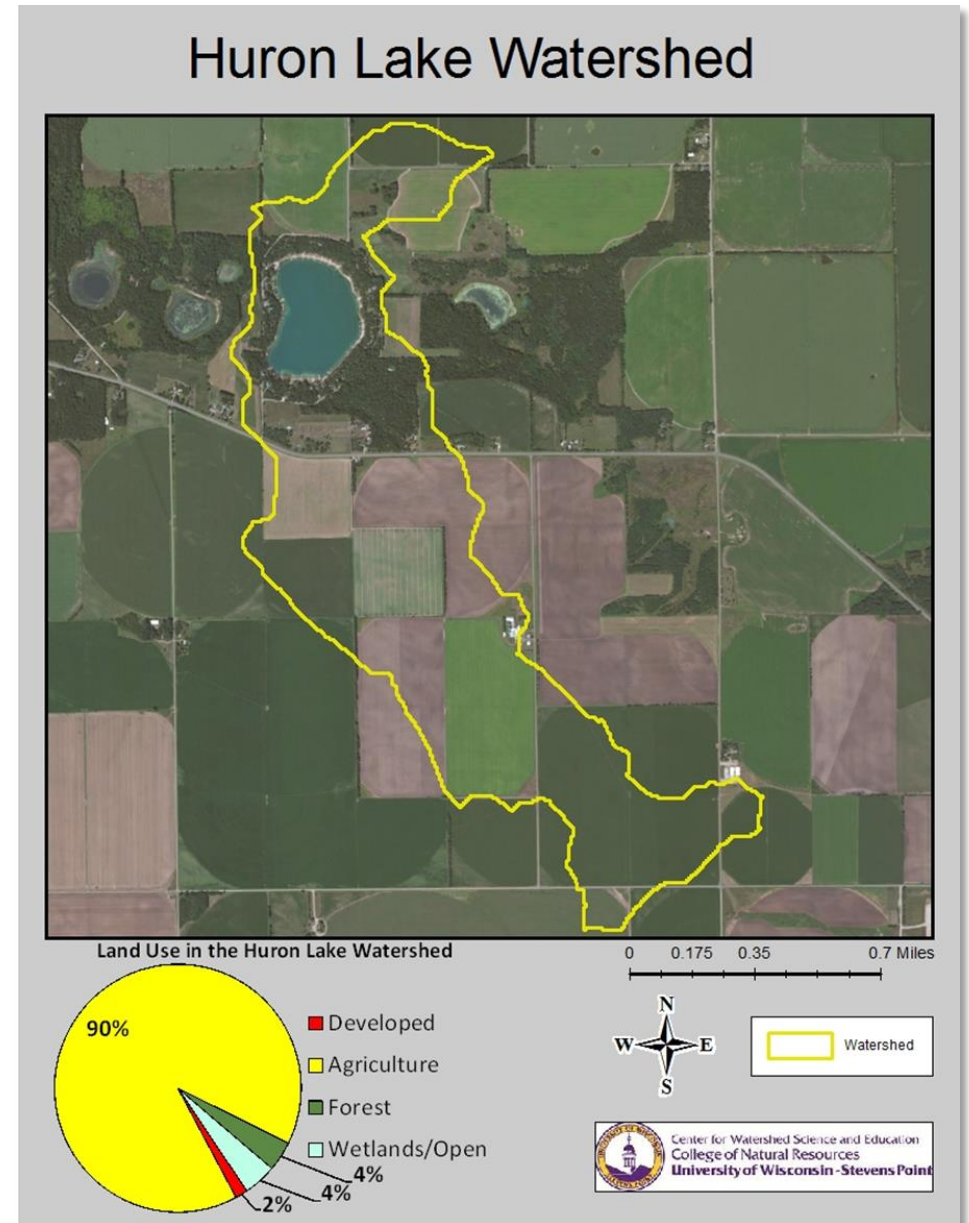 Huron Lake Watershed
Land Use in the Huron Lake Watershed
90%
Developed
Agriculture
Forest
Wetlands/Open
4%
4%
2%
0 0.175 0.35 0.7 Miles
N
W E
S
Watershed
Center for Watershed Science and Education
College of Natural Resources
University of Wisconsin - Stevens Point